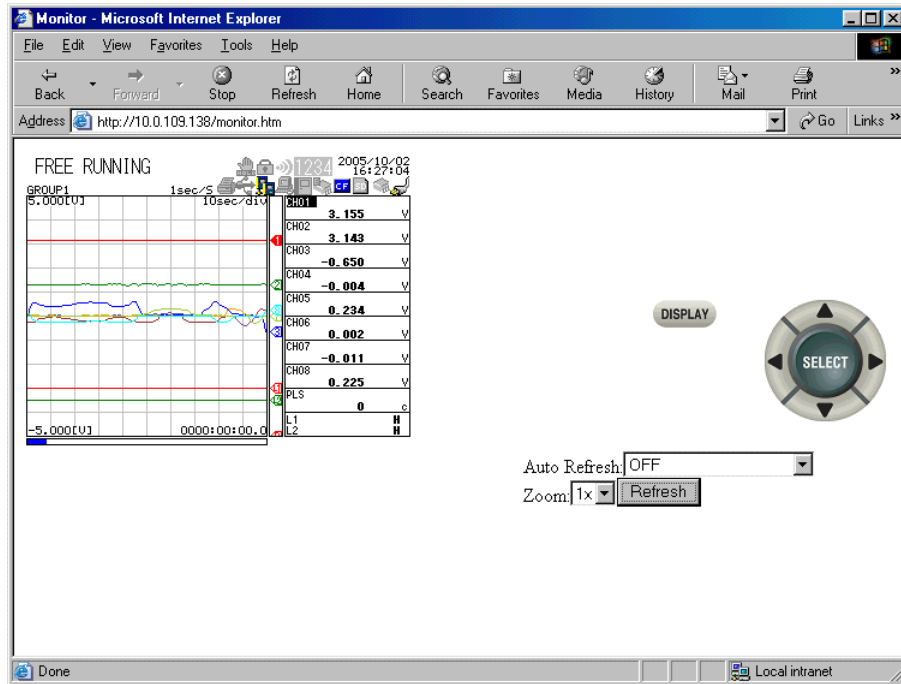 Monitor - Microsoft Internet Explorer
File Edit View Favorites Tools Help
Back Forward Stop Refresh Home Search Favorites Media History Mail Print
Address http://10.0.109.138/monitor.htm Go Links
FREE RUNNING 1234 2005/10/02
16:27:04
GROUP1 1sec/S CF SD
5.000[V] 10sec/div CH01
3.155 V
CH02
3.143 V
CH03
-0.650 V
CH04
-0.004 V
CH05
0.234 V
CH06
0.002 V
CH07
-0.011 V
CH08
0.225 V
PLS
0 c
L1 H
L2 H
-5.000[V] 0000:00:00.0
DISPLAY
SELECT
Auto Refresh: OFF
Zoom: 1x Refresh
Done Local intranet